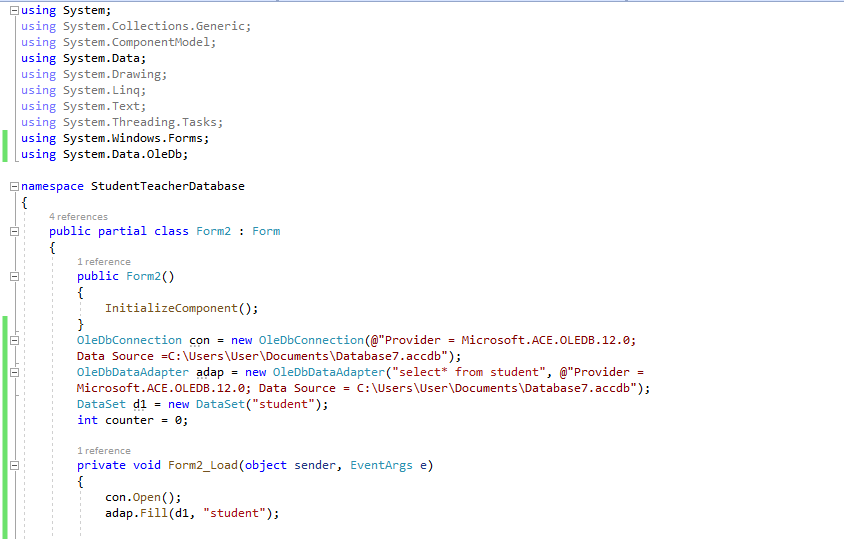 using System;
using System.Collections.Generic;
using System.ComponentModel;
using System.Data;
using System.Drawing;
using System.Linq;
using System.Text;
using System.Threading.Tasks;
using System.Windows.Forms;
using System.Data.OleDb;
namespace StudentTeacherDatabase
{
4 references
public partial class Form2 : Form
{
1 reference
public Form2()
{
InitializeComponent();
}
OleDbConnection con = new OleDbConnection(@"Provider = Microsoft.ACE.OLEDB.12.0;
Data Source =C:\Users\User\Documents\Database7.accdb");
OleDbDataAdapter adap = new OleDbDataAdapter("select* from student", @"Provider =
Microsoft.ACE.OLEDB.12.0; Data Source = C:\Users\User\Documents\Database7.accdb");
DataSet d1 = new DataSet("student");
int counter = 0;
1 reference
private void Form2_Load(object sender, EventArgs e)
{
con.Open();
adap.Fill(d1, "student");